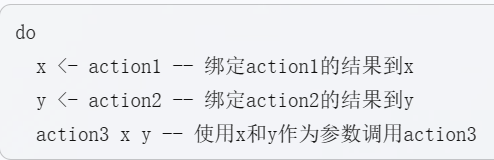 do
  x <- action1 -- 绑定action1的结果到x
  y <- action2 -- 绑定action2的结果到y
  action3 x y -- 使用x和y作为参数调用action3